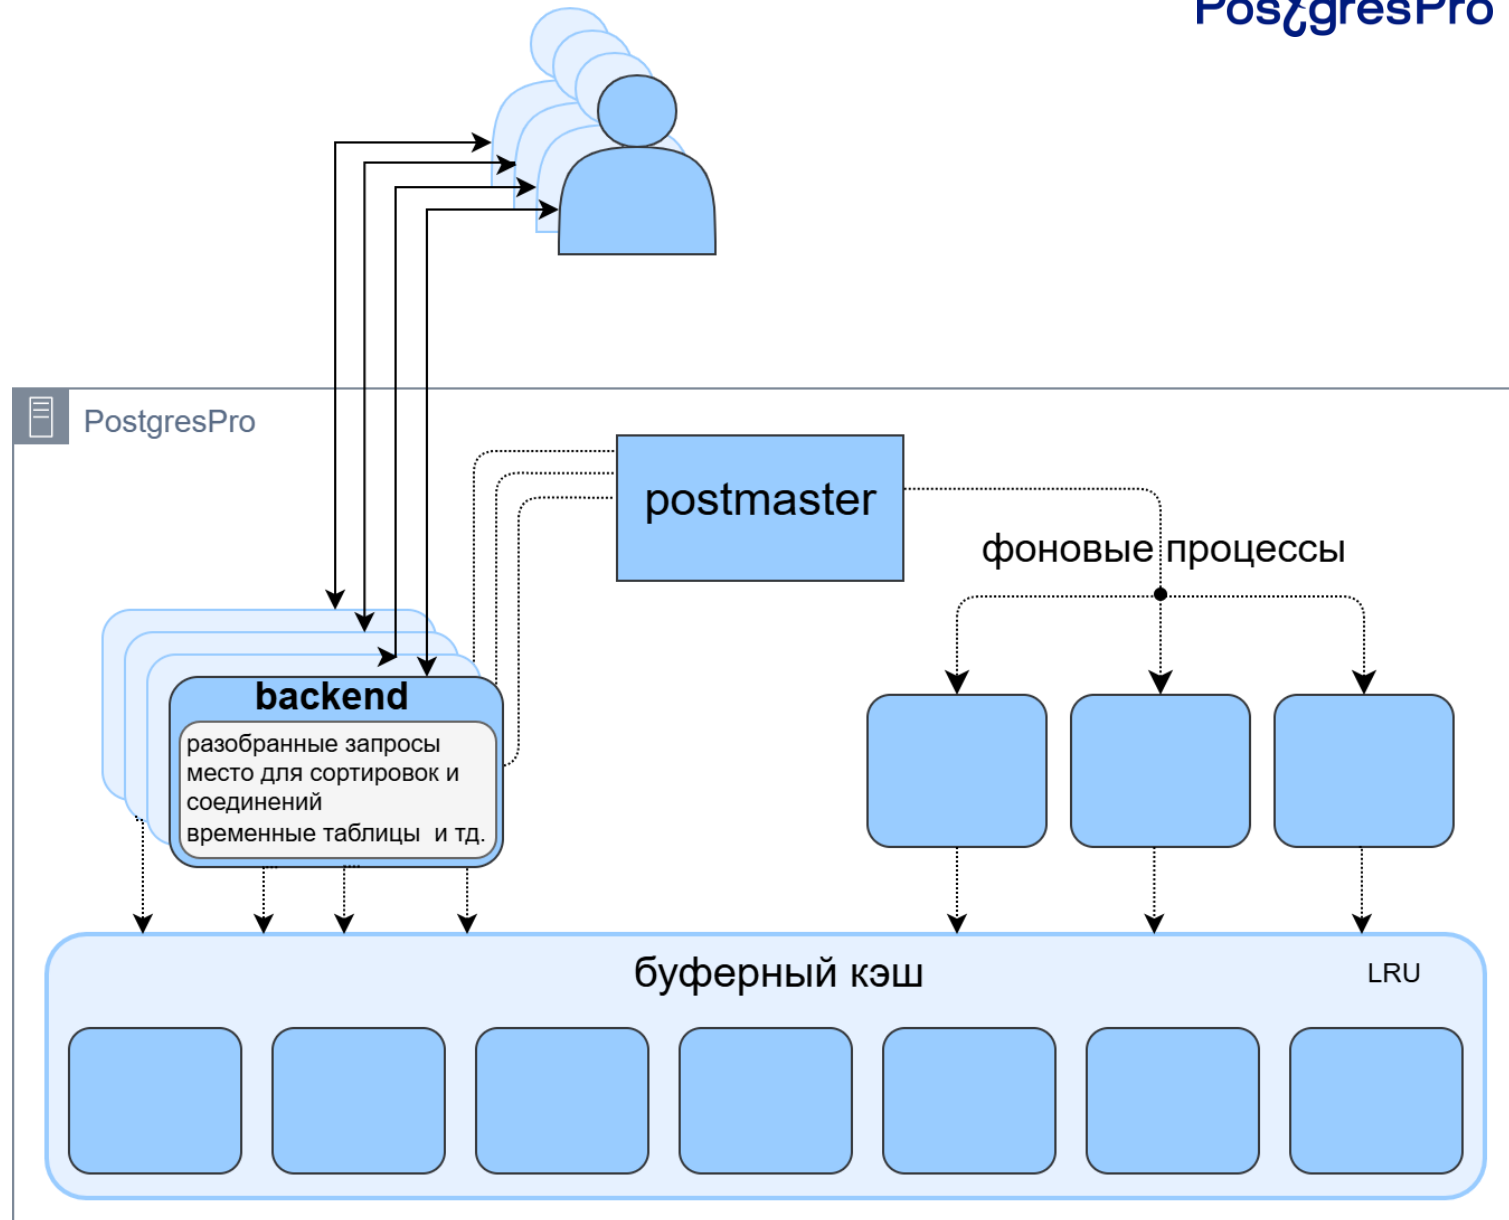 PostgresPro
PostgresPro
postmaster
фоновые процессы
backend
разобранные запросы
место для сортировок и
соединений
временные таблицы и тд.
буферный кэш
LRU